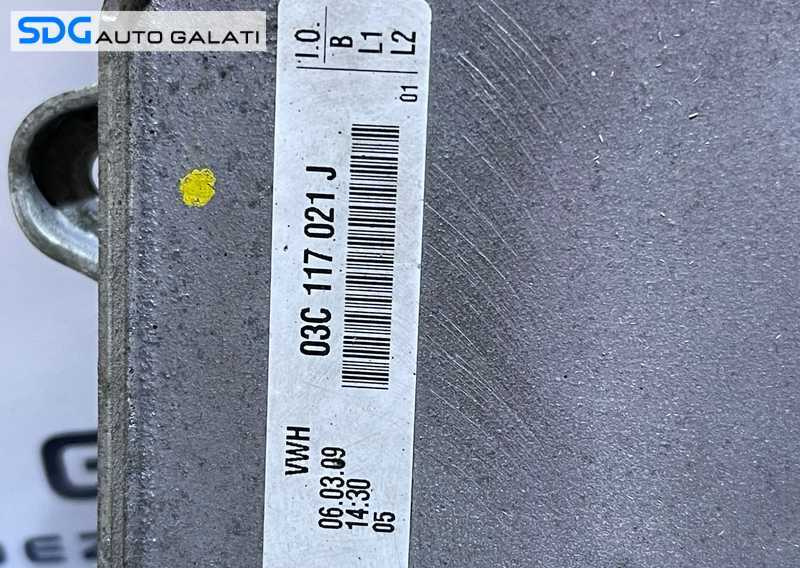 SDG AUTO GALATI
I.O.
B
L1
L2
01
03C 117 021 J
VWH
06.03.09
14:30
05